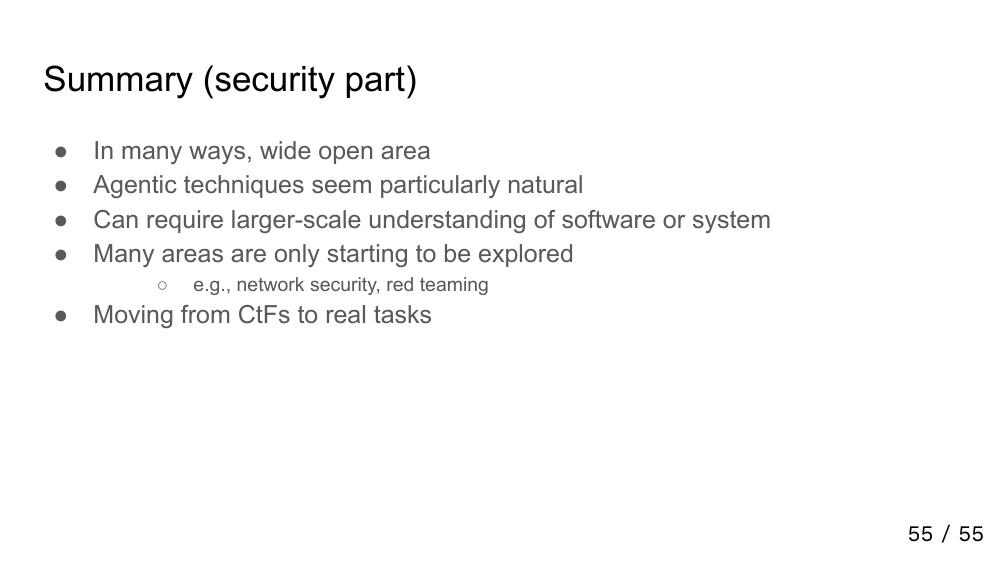 Summary (security part)
● In many ways, wide open area
● Agentic techniques seem particularly natural
● Can require larger-scale understanding of software or system
● Many areas are only starting to be explored
○ e.g., network security, red teaming
● Moving from CtFs to real tasks
55 / 55